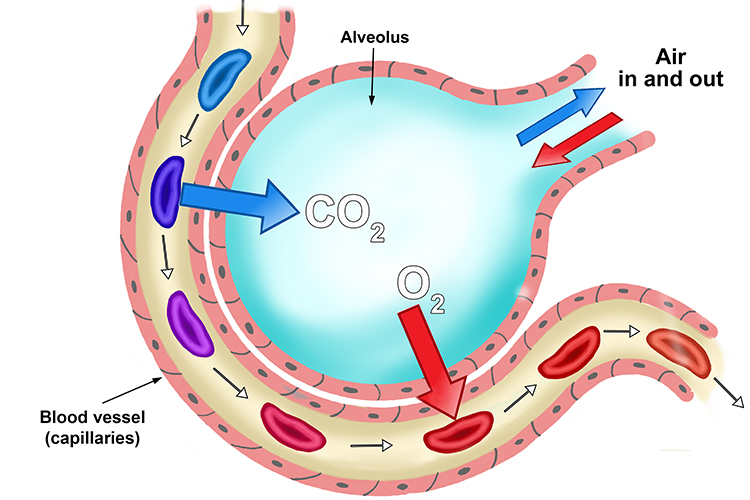 Alveolus
Air
in and out
CO₂
O₂
Blood vessel
(capillaries)